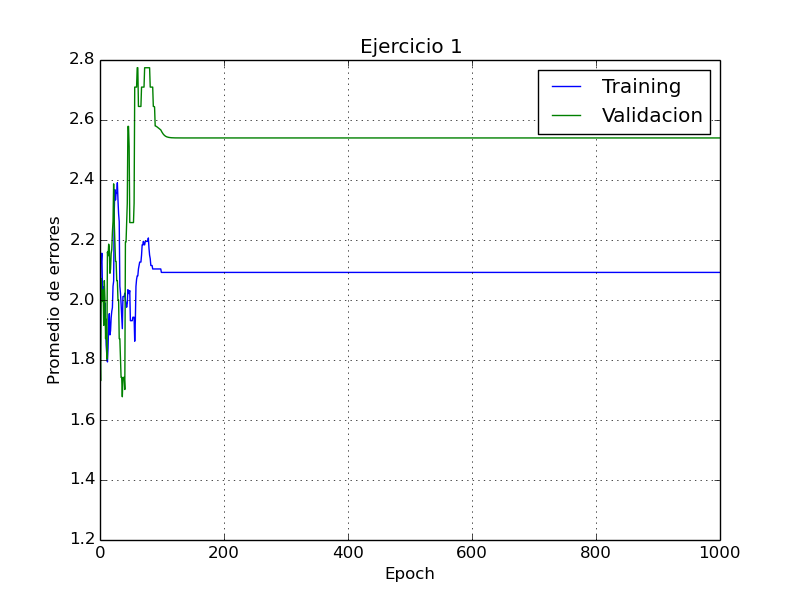 Ejercicio 1
Training
Validacion
Promedio de errores
2.8
2.6
2.4
2.2
2.0
1.8
1.6
1.4
1.2
0 200 400 600 800 1000
Epoch